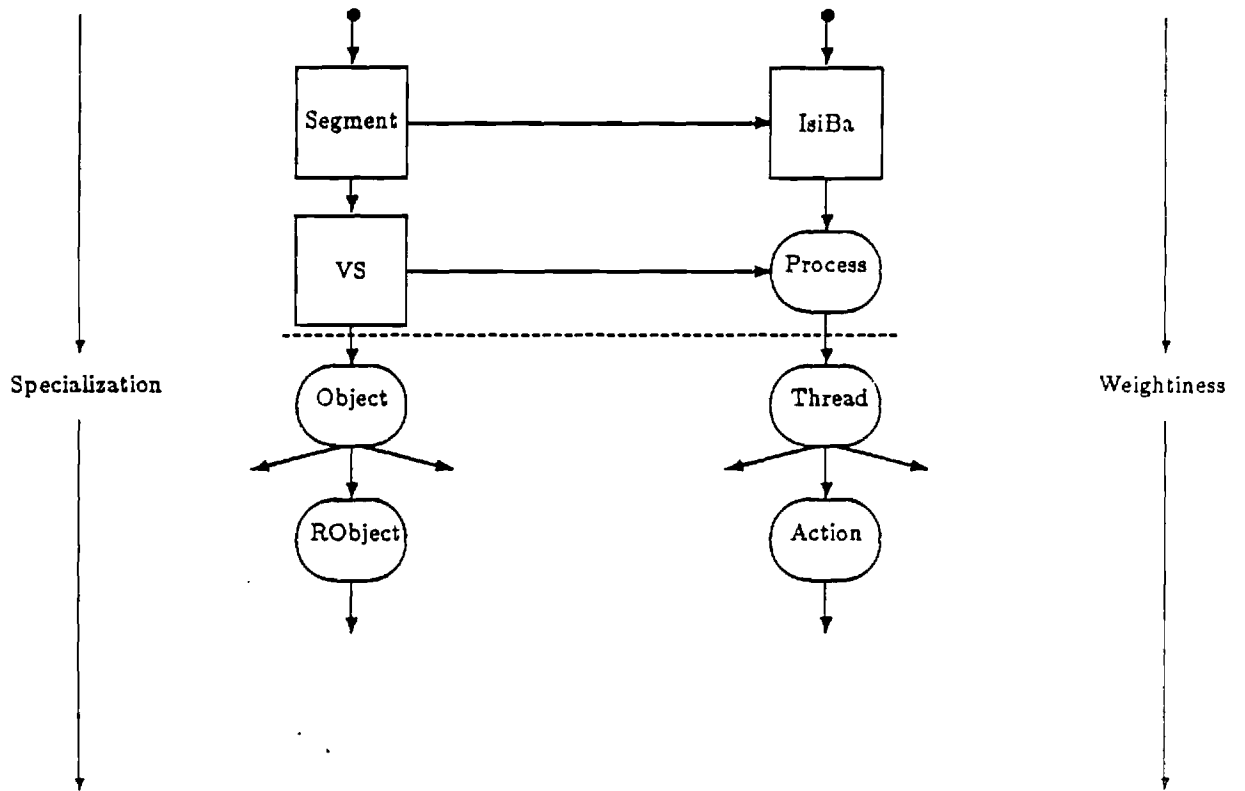 Segment
IsiBa
VS
Process
Specialization
Object
Thread
Weightiness
RObject
Action